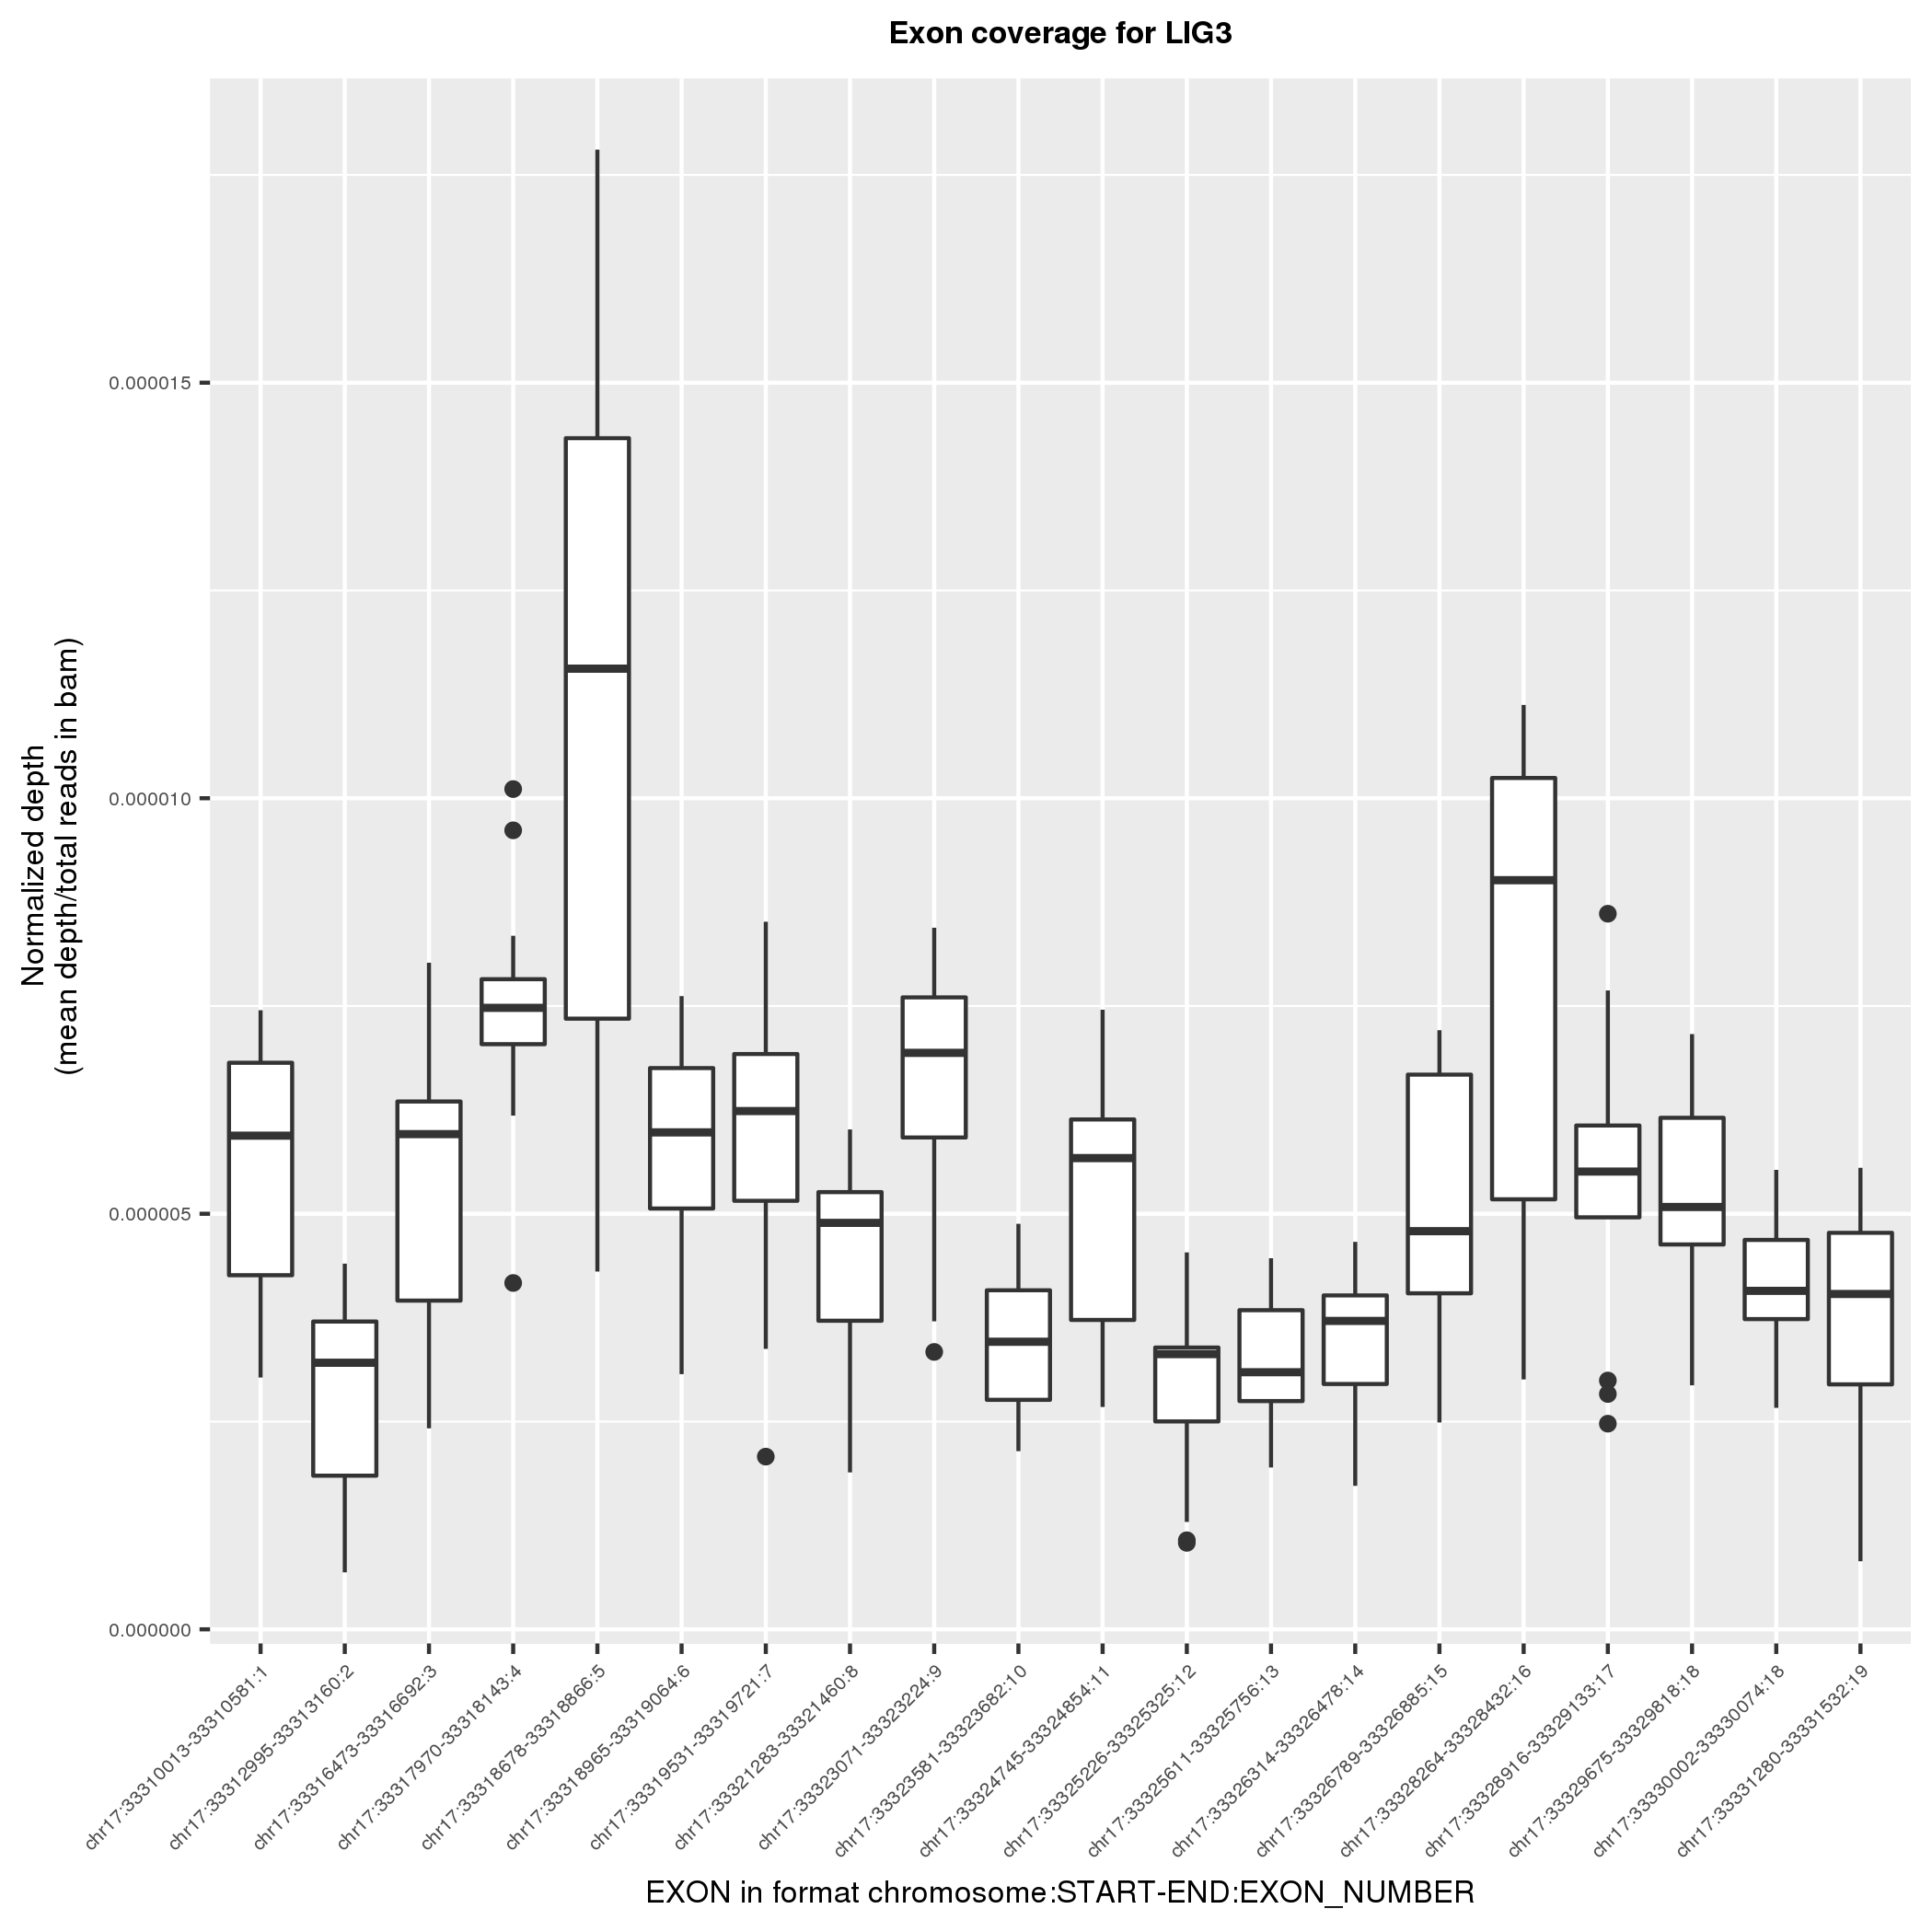 Exon coverage for LIG3
Normalized depth
(mean depth/total reads in bam)
0.000015
0.000010
0.000005
0.000000
chr17:33310013-33310581:1
chr17:33312995-33313160:2
chr17:33316473-33316692:3
chr17:33317970-33318143:4
chr17:33318678-33318866:5
chr17:33318965-33319064:6
chr17:33319531-33319721:7
chr17:33321283-33321460:8
chr17:33323071-33323224:9
chr17:33323581-33323682:10
chr17:33324745-33324854:11
chr17:33325226-33325325:12
chr17:33325611-33325756:13
chr17:33326314-33326478:14
chr17:33326789-33326885:15
chr17:33328264-33328432:16
chr17:33328916-33329133:17
chr17:33329675-33329818:18
chr17:33330002-33330074:18
chr17:33331280-33331532:19
EXON in format chromosome:START-END:EXON_NUMBER